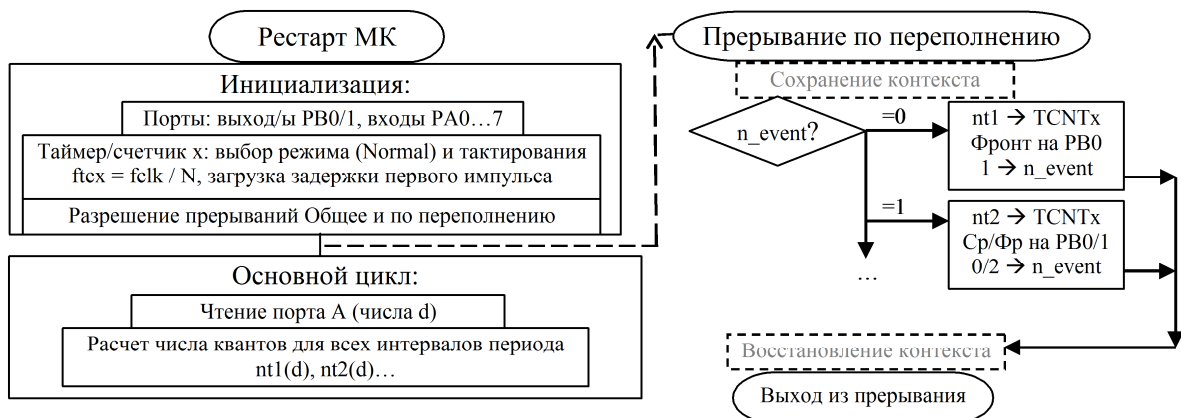 Рестарт МК
Инициализация:
Порты: выход/ы PB0/1, входы PA0…7
Таймер/счетчик x: выбор режима (Normal) и тактирования
ftcx = fclk / N, загрузка задержки первого импульса
Разрешение прерываний Общее и по переполнению
Основной цикл:
Чтение порта A (числа d)
Расчет числа квантов для всех интервалов периода
nt1(d), nt2(d)…
Прерывание по переполнению
Сохранение контекста
n_event?
=0
nt1 → TCNTx
Фронт на PB0
1 → n_event
=1
nt2 → TCNTx
Ср/Фр на PB0/1
0/2 → n_event
…
Восстановление контекста
Выход из прерывания